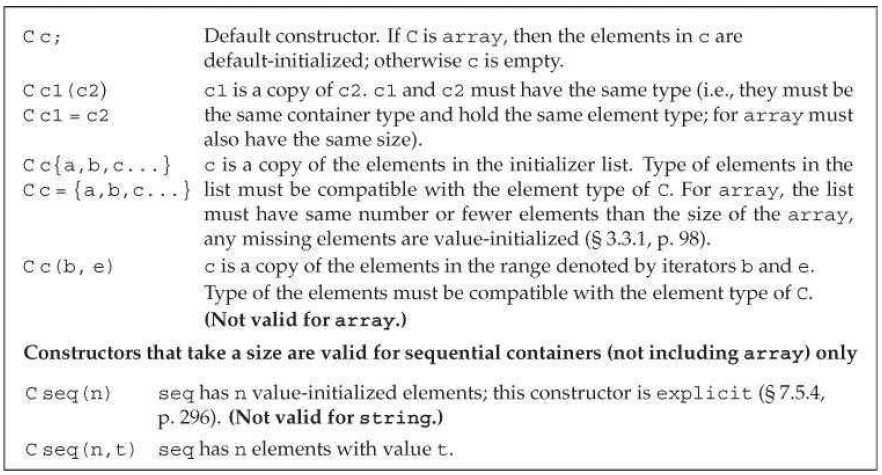 C c; Default constructor. If C is array, then the elements in c are
default-initialized; otherwise c is empty.
C c1(c2) c1 is a copy of c2. c1 and c2 must have the same type (i.e., they must be
C c1 = c2 the same container type and hold the same element type; for array must
also have the same size).
C c{a,b,c...} c is a copy of the elements in the initializer list. Type of elements in the
C c = {a,b,c...} list must be compatible with the element type of C. For array, the list
must have same number or fewer elements than the size of the array,
any missing elements are value-initialized (§ 3.3.1, p. 98).
C c(b, e) c is a copy of the elements in the range denoted by iterators b and e.
Type of the elements must be compatible with the element type of C.
(Not valid for array.)
Constructors that take a size are valid for sequential containers (not including array) only
C seq(n) seq has n value-initialized elements; this constructor is explicit (§ 7.5.4,
p. 296). (Not valid for string.)
C seq(n,t) seq has n elements with value t.